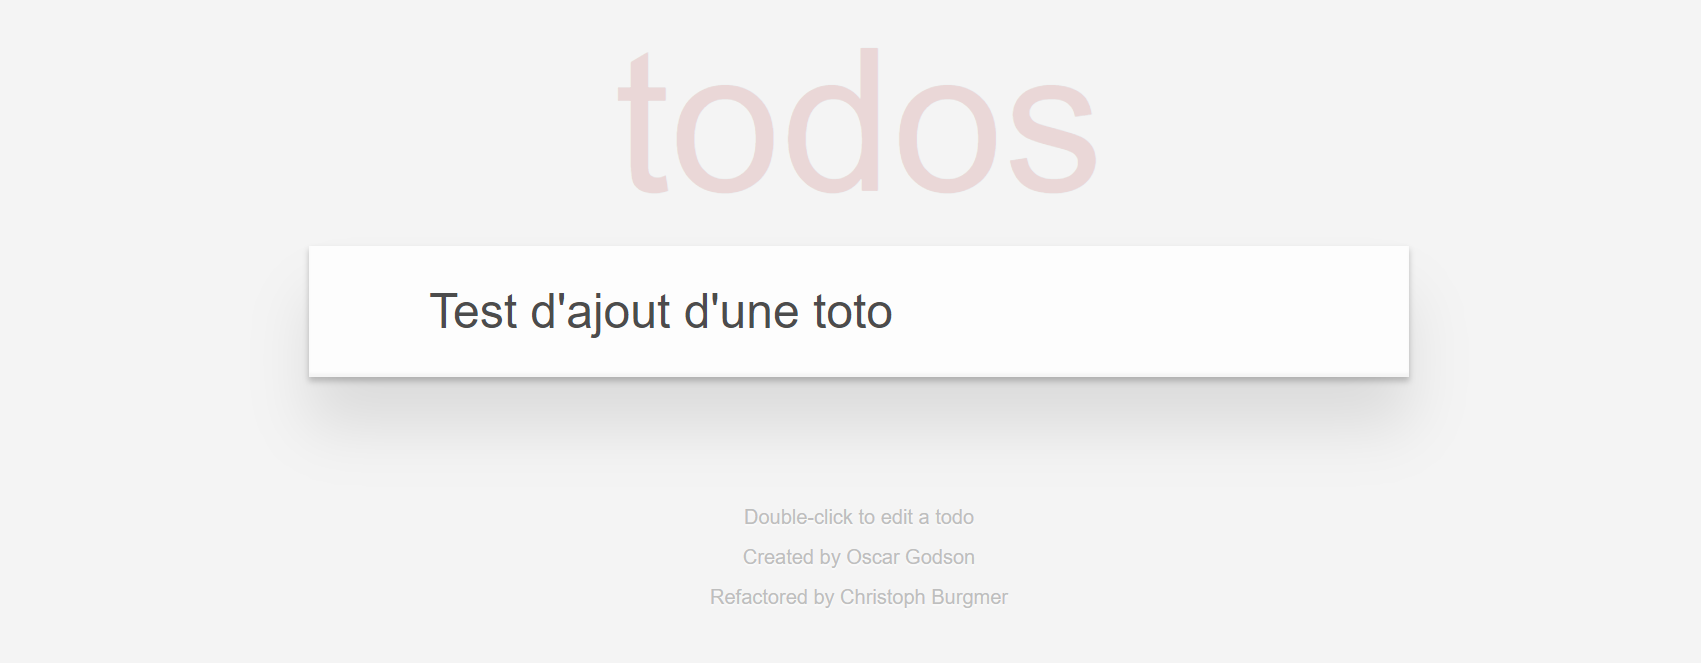 todos
Test d'ajout d'une toto
Double-click to edit a todo
Created by Oscar Godson
Refactored by Christoph Burgmer